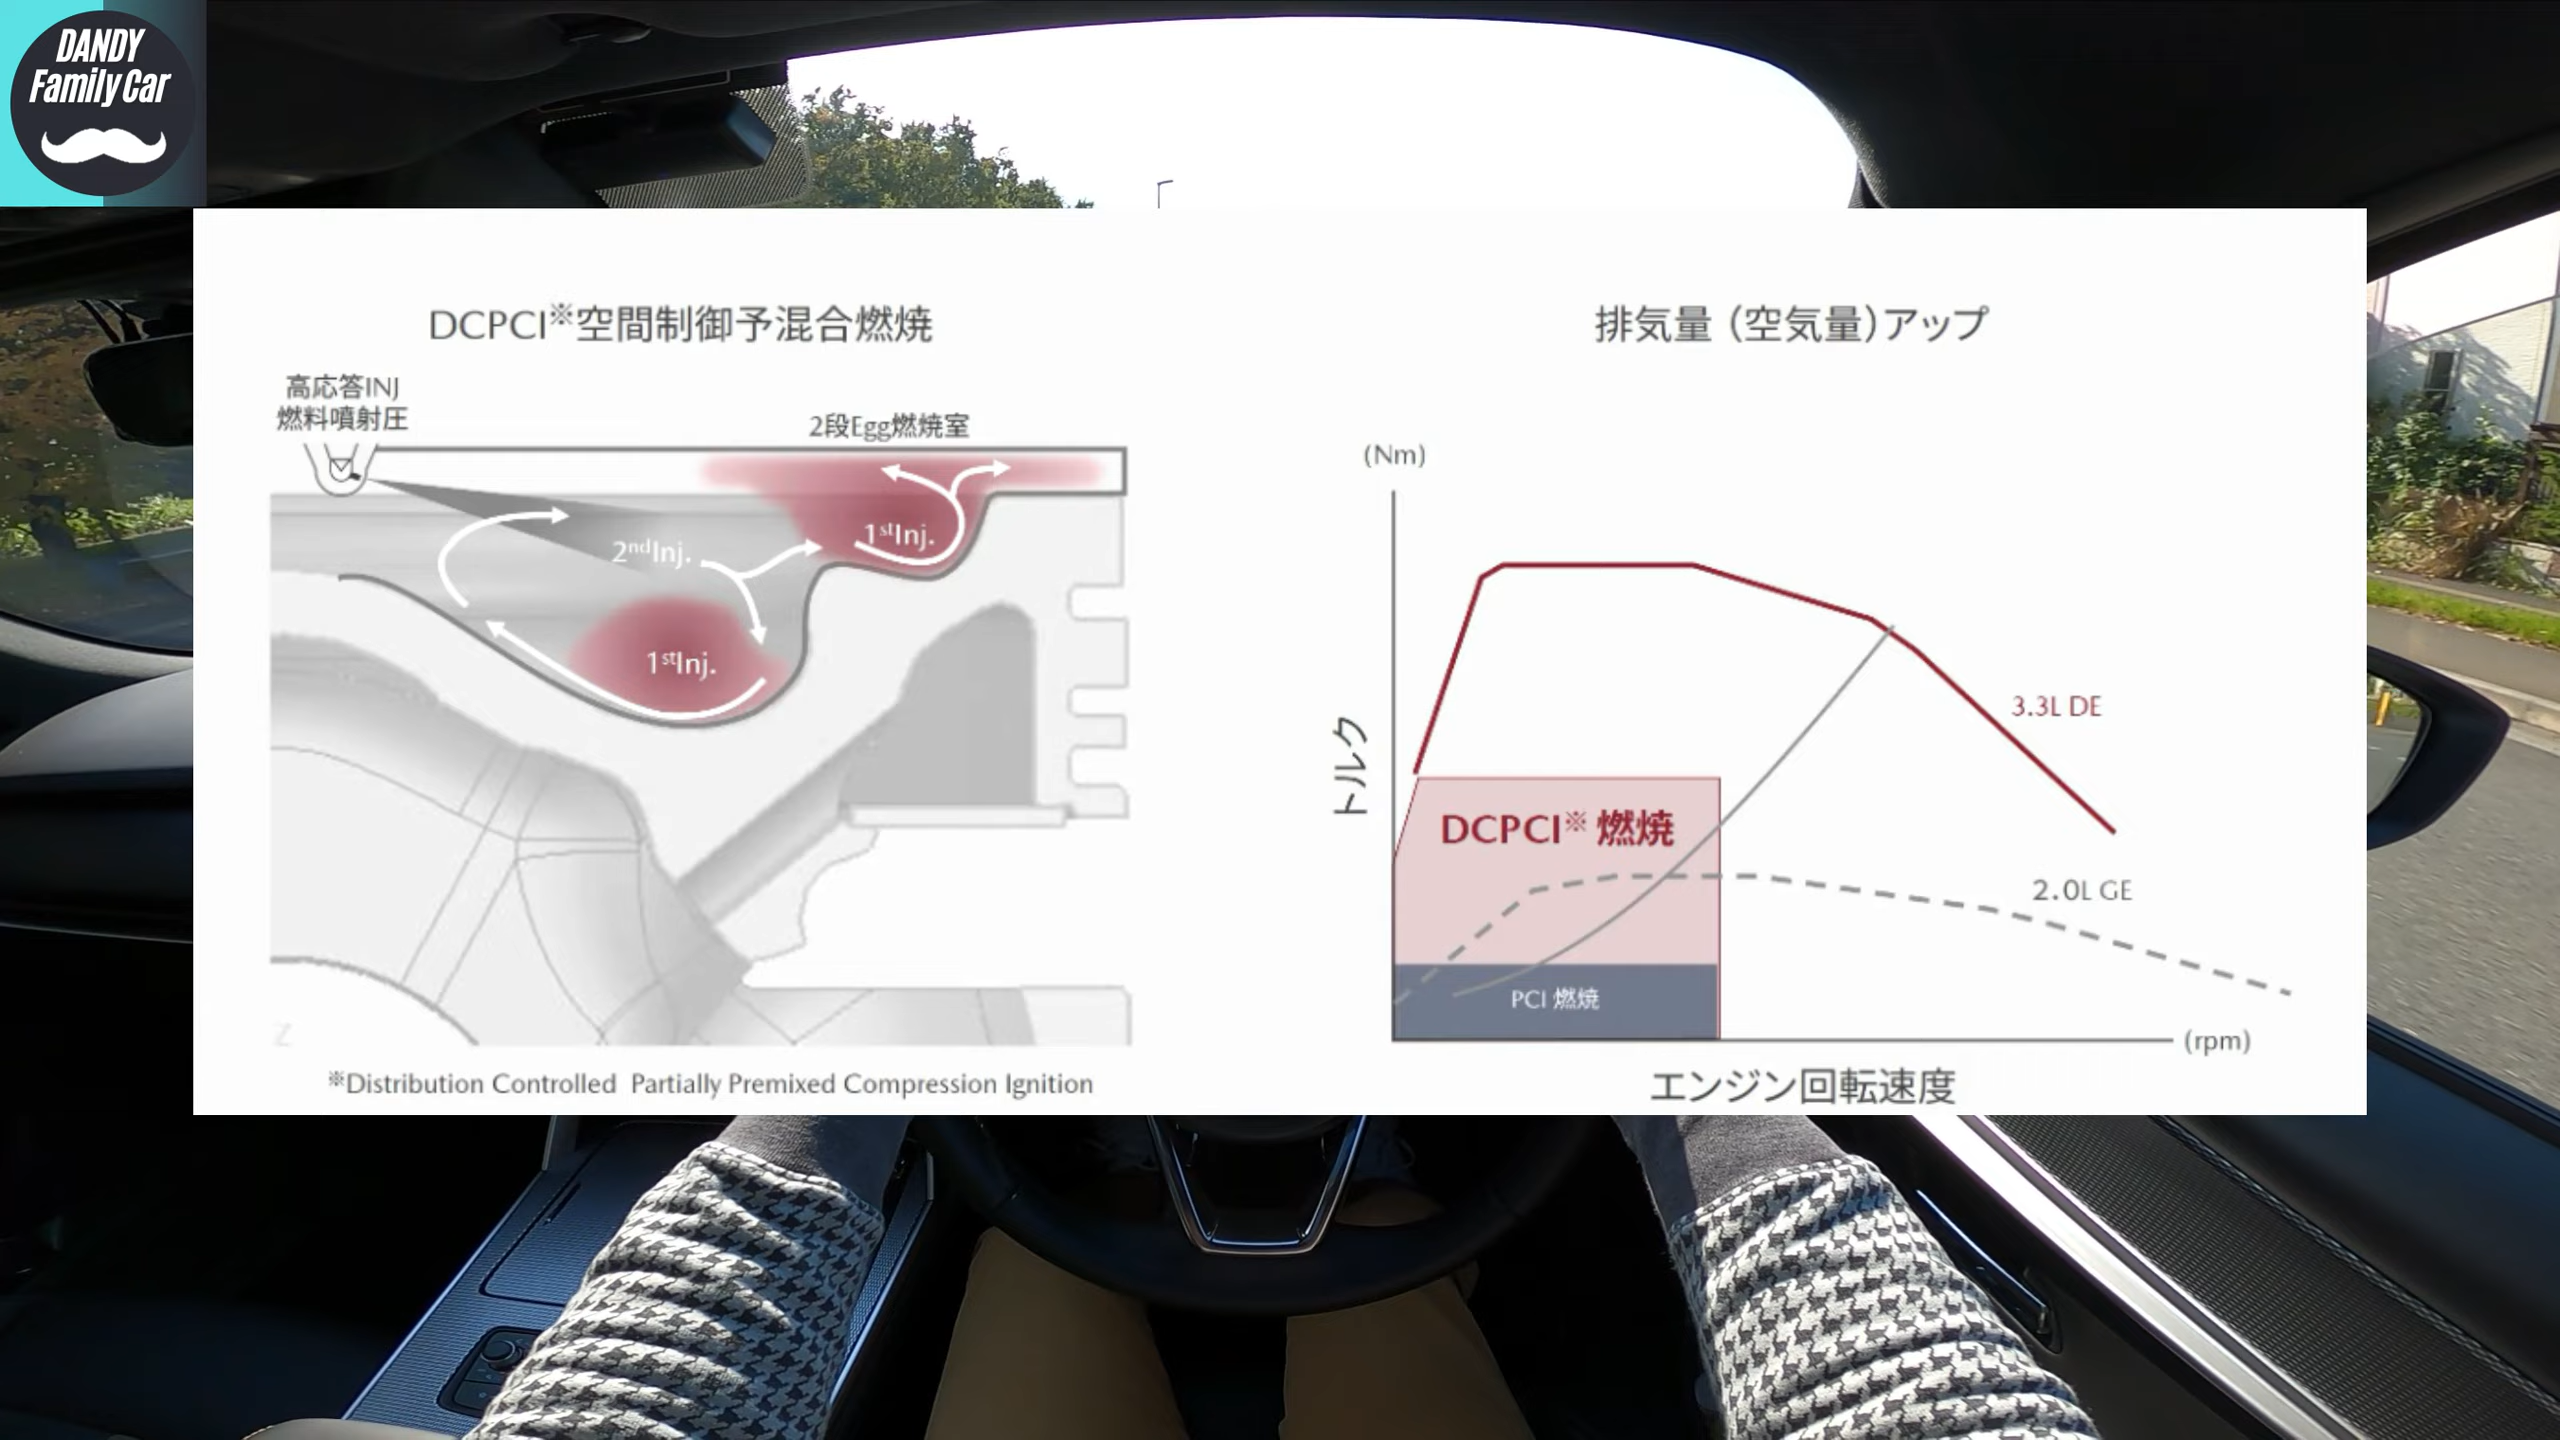 DANDY
Family Car
DCPCI※空間制御予混合燃焼
高応答INJ
燃料噴射圧
2段Egg燃焼室
1stInj.
2ndInj.
1stInj.
※Distribution Controlled Partially Premixed Compression Ignition
排気量（空気量）アップ
(Nm)
トルク
3.3L DE
DCPCI※ 燃焼
2.0L GE
PCI 燃焼
(rpm)
エンジン回転速度